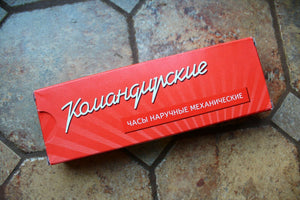 Командирские
ЧАСЫ НАРУЧНЫЕ МЕХАНИЧЕСКИЕ